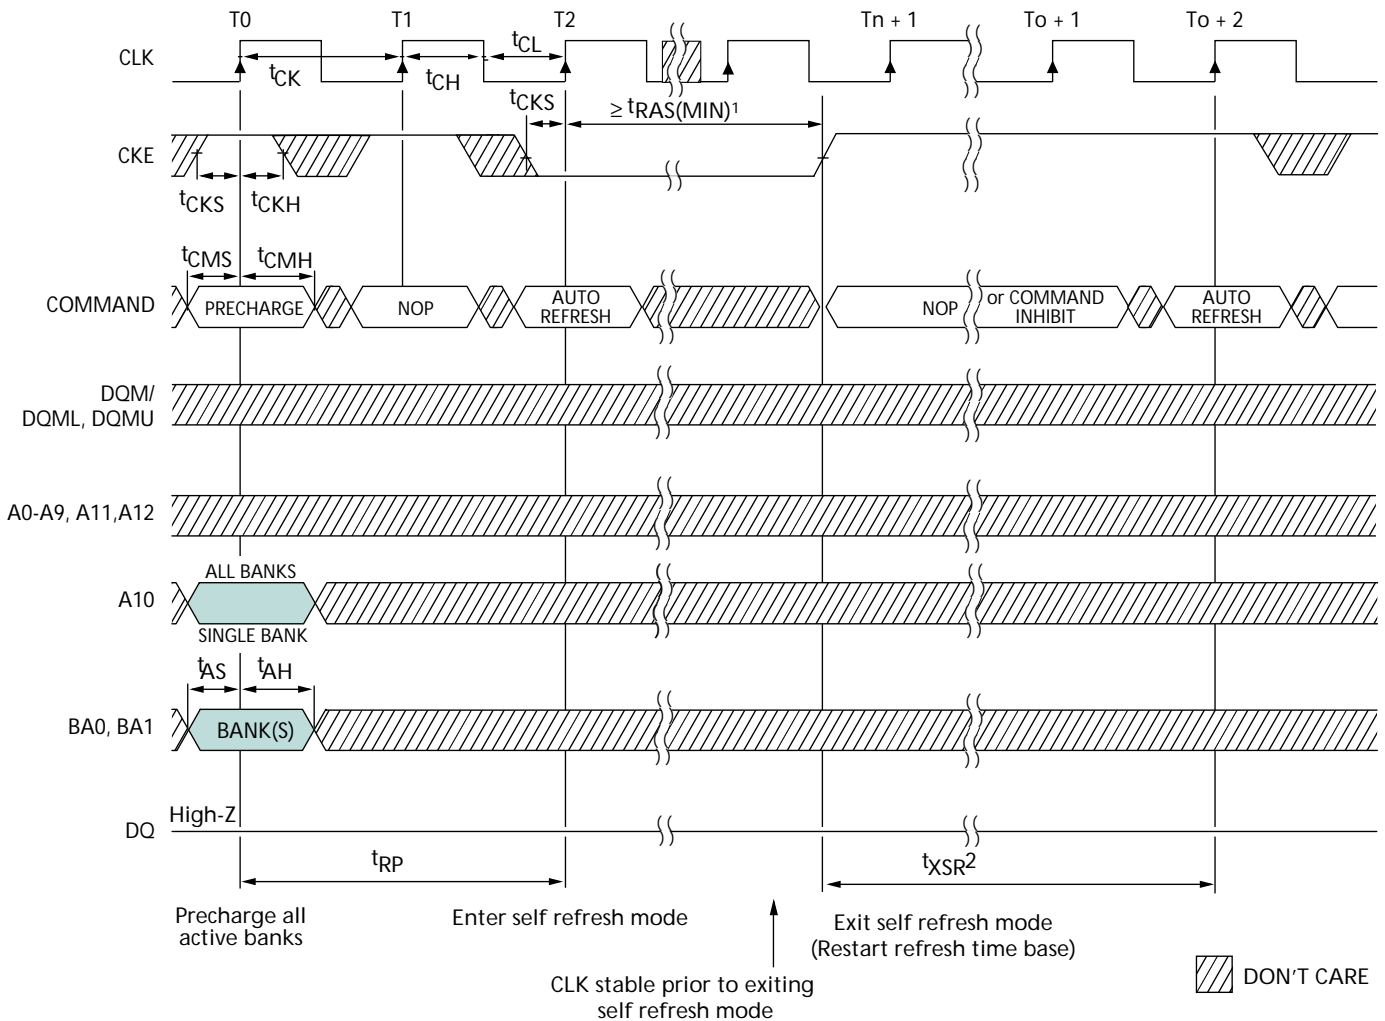 T0 T1 T2 Tn + 1 To + 1 To + 2
CLK
tCK tCH tCL
tCKS ≥ tRAS(MIN)1
CKE
tCKS tCKH
tCMS tCMH
COMMAND PRECHARGE NOP AUTO REFRESH NOP or COMMAND INHIBIT AUTO REFRESH
DQM/
DQML, DQMU
A0-A9, A11,A12
ALL BANKS
A10
SINGLE BANK
tAS tAH
BA0, BA1 BANK(S)
High-Z
DQ
tRP tXSR2
Precharge all
active banks
Enter self refresh mode
Exit self refresh mode
(Restart refresh time base)
CLK stable prior to exiting
self refresh mode
DON'T CARE